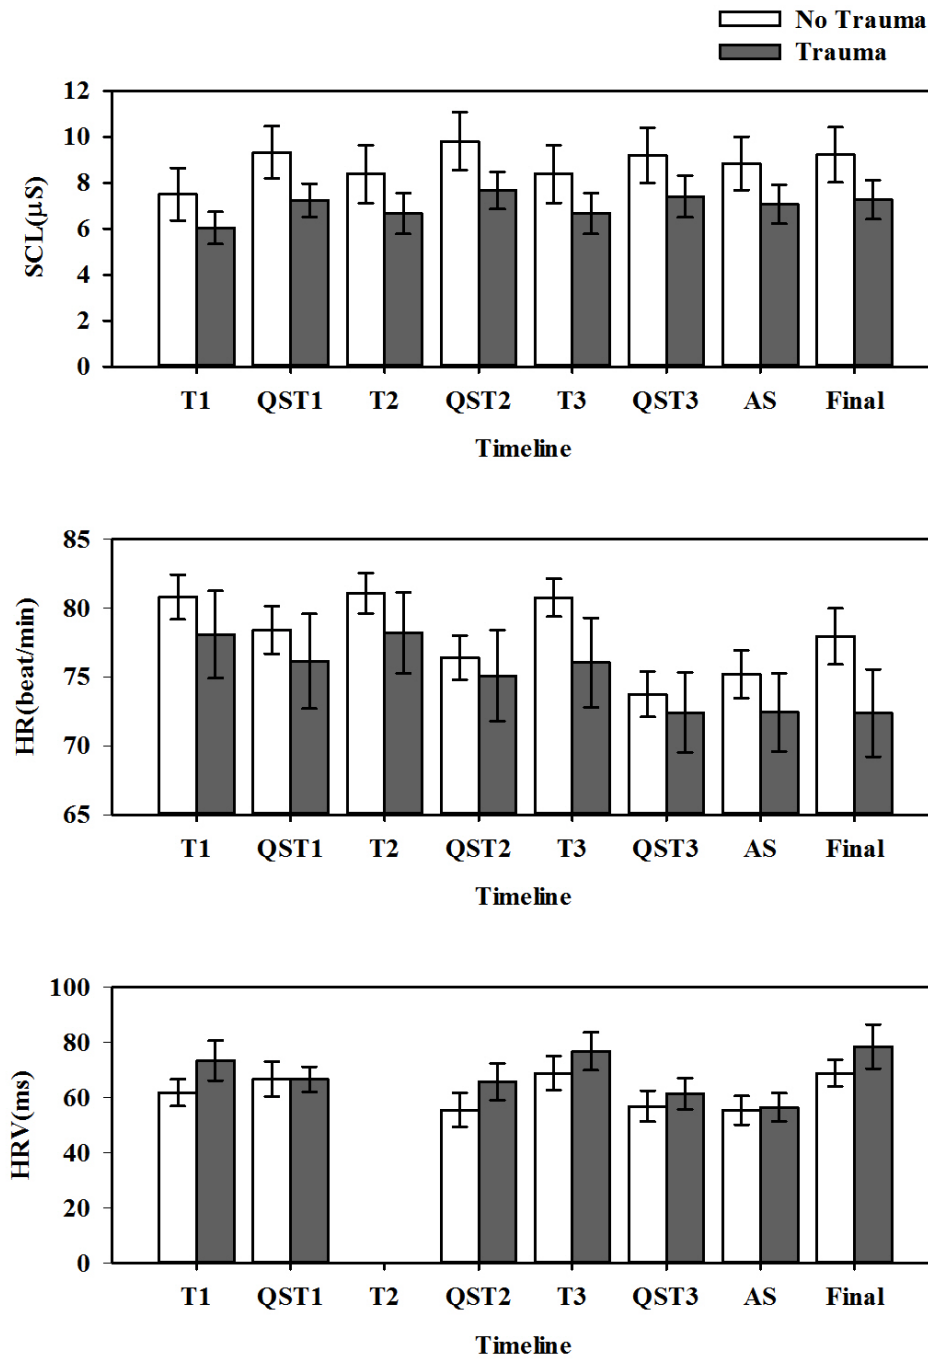 No Trauma
Trauma
12
10
8
6
4
2
0
SCL(μS)
T1 QST1 T2 QST2 T3 QST3 AS Final
Timeline
85
80
75
70
65
HR(beat/min)
T1 QST1 T2 QST2 T3 QST3 AS Final
Timeline
100
80
60
40
20
0
HRV(ms)
T1 QST1 T2 QST2 T3 QST3 AS Final
Timeline